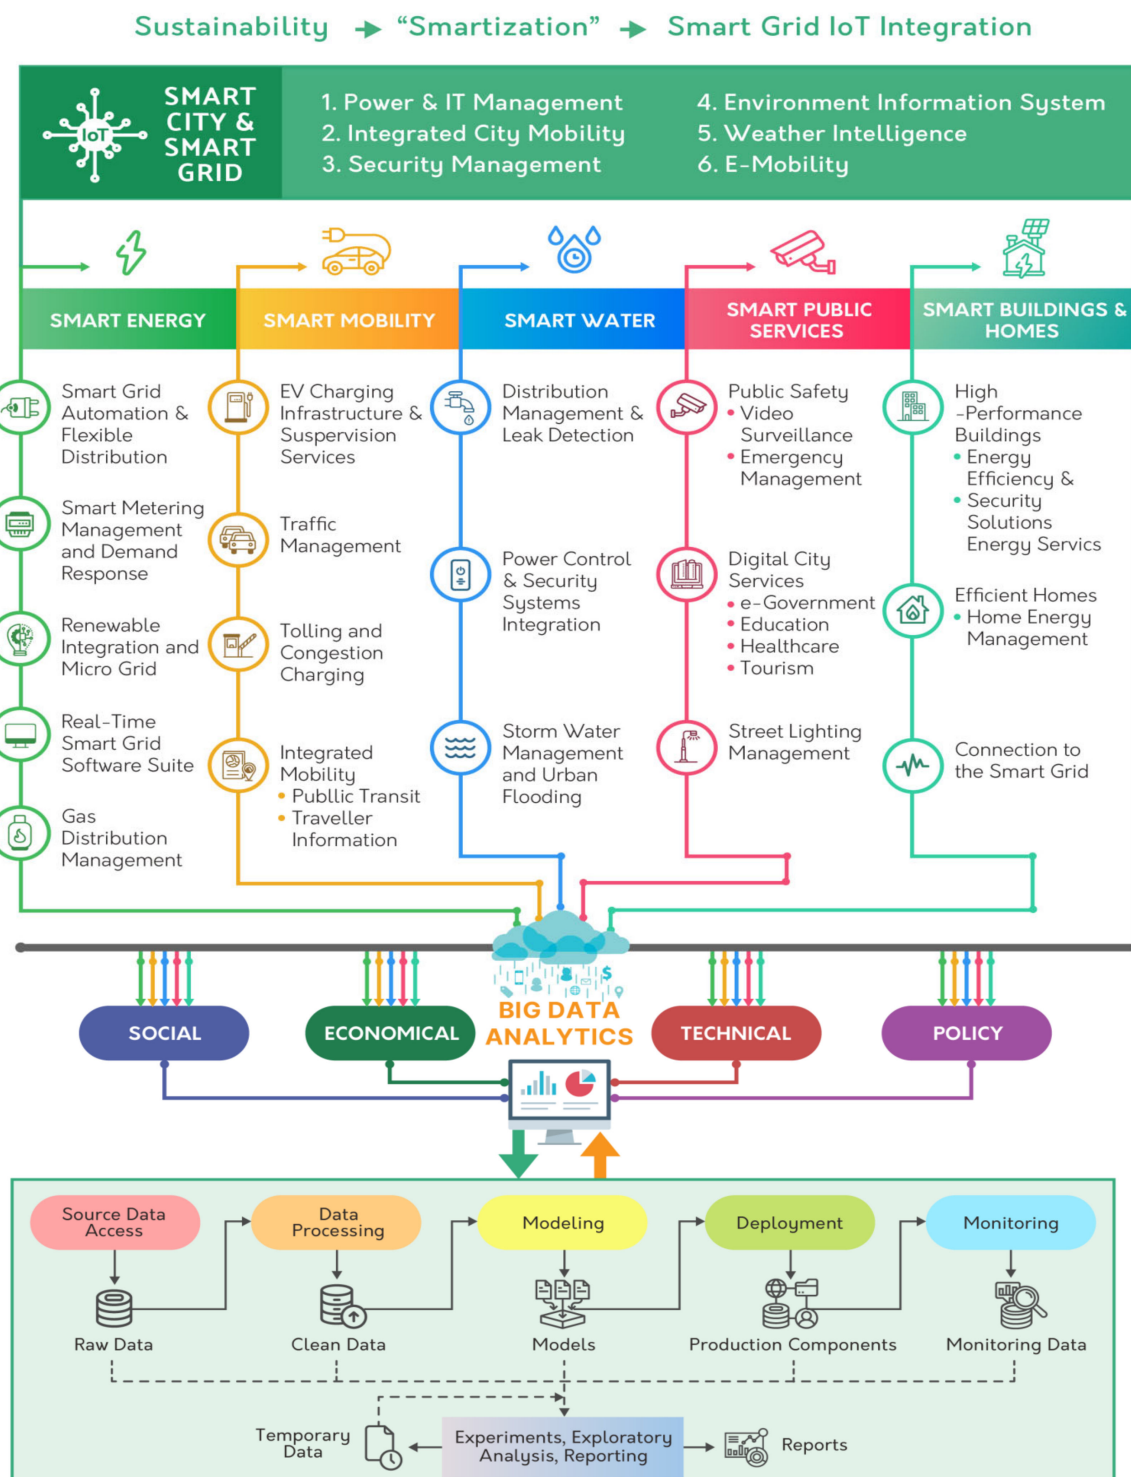 Sustainability → “Smartization” → Smart Grid IoT Integration
IoT
SMART
CITY &
SMART
GRID
1. Power & IT Management
2. Integrated City Mobility
3. Security Management
4. Environment Information System
5. Weather Intelligence
6. E-Mobility
SMART ENERGY
Smart Grid
Automation &
Flexible
Distribution
Smart Metering
Management
and Demand
Response
Renewable
Integration and
Micro Grid
Real-Time
Smart Grid
Software Suite
Gas
Distribution
Management
SMART MOBILITY
EV Charging
Infrastructure &
Suspervision
Services
Traffic
Management
Tolling and
Congestion
Charging
Integrated
Mobility
• Publlic Transit
• Traveller
Information
SMART WATER
Distribution
Management &
Leak Detection
Power Control
& Security
Systems
Integration
Storm Water
Management
and Urban
Flooding
SMART PUBLIC
SERVICES
Public Safety
• Video
Surveillance
• Emergency
Management
Digital City
Services
• e-Government
• Education
• Healthcare
• Tourism
Street Lighting
Management
SMART BUILDINGS &
HOMES
High
-Performance
Buildings
• Energy
Efficiency &
• Security
Solutions
Energy Servics
Efficient Homes
• Home Energy
Management
Connection to
the Smart Grid
BIG DATA
ANALYTICS
SOCIAL
ECONOMICAL
TECHNICAL
POLICY
Source Data
Access
Data
Processing
Modeling
Deployment
Monitoring
Raw Data
Clean Data
Models
Production Components
Monitoring Data
Temporary
Data
Experiments, Exploratory
Analysis, Reporting
Reports